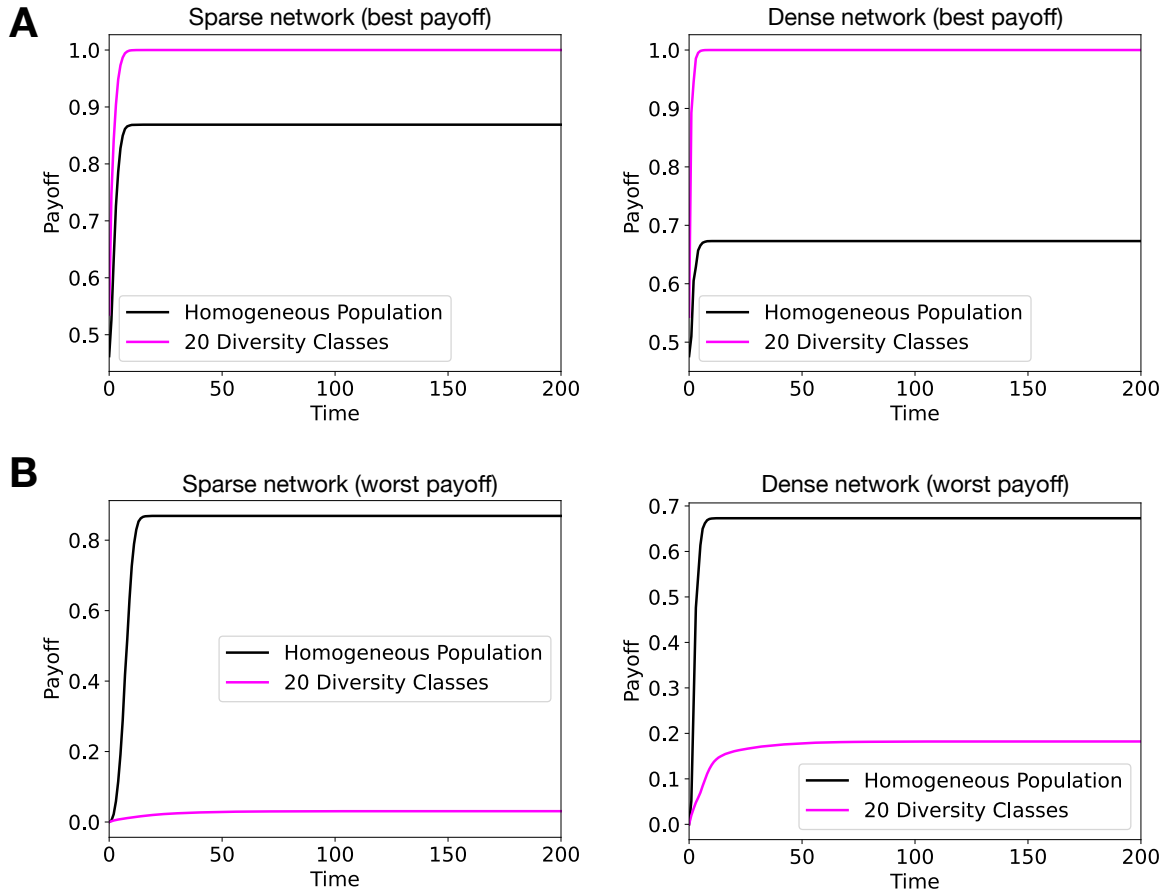 A
Sparse network (best payoff)
1.0
0.9
0.8
0.7
0.6
0.5
Payoff
0
50
100
150
200
Time
Homogeneous Population
20 Diversity Classes
Dense network (best payoff)
1.0
0.9
0.8
0.7
0.6
0.5
Payoff
0
50
100
150
200
Time
Homogeneous Population
20 Diversity Classes
B
Sparse network (worst payoff)
0.8
0.6
0.4
0.2
0.0
Payoff
0
50
100
150
200
Time
Homogeneous Population
20 Diversity Classes
Dense network (worst payoff)
0.7
0.6
0.5
0.4
0.3
0.2
0.1
0.0
Payoff
0
50
100
150
200
Time
Homogeneous Population
20 Diversity Classes